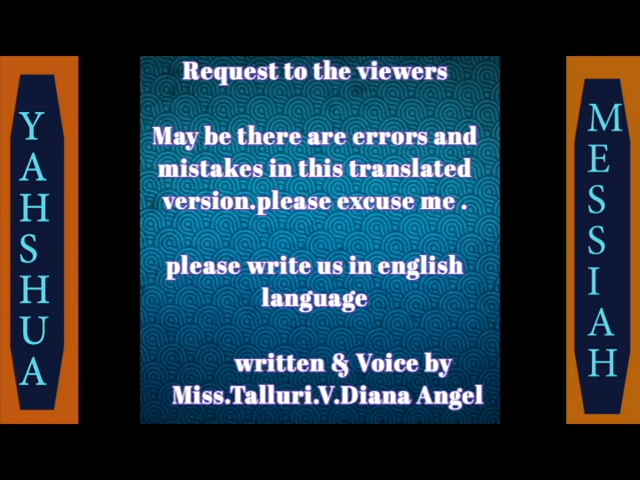 YAHSHUA
Request to the viewers
May be there are errors and
mistakes in this translated
version.please excuse me .
please write us in english
language
written & Voice by
Miss.Talluri.V.Diana Angel
MESSIAH